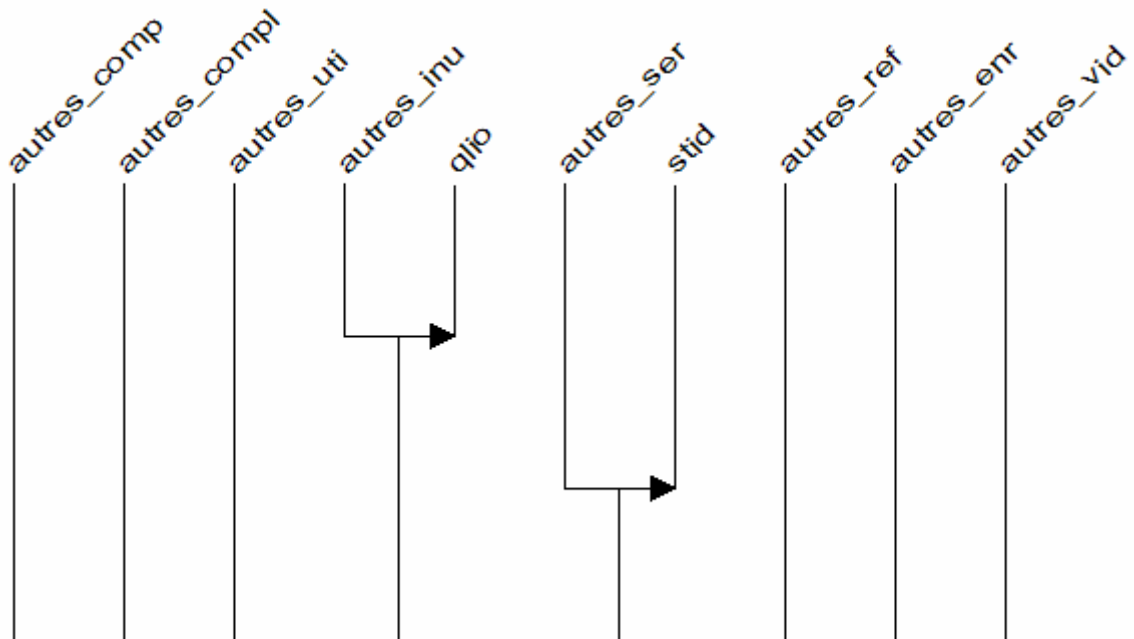 autres_comp
autres_compl
autres_uti
autres_inu
qlio
autres_ser
stid
autres_ref
autres_enr
autres_vid